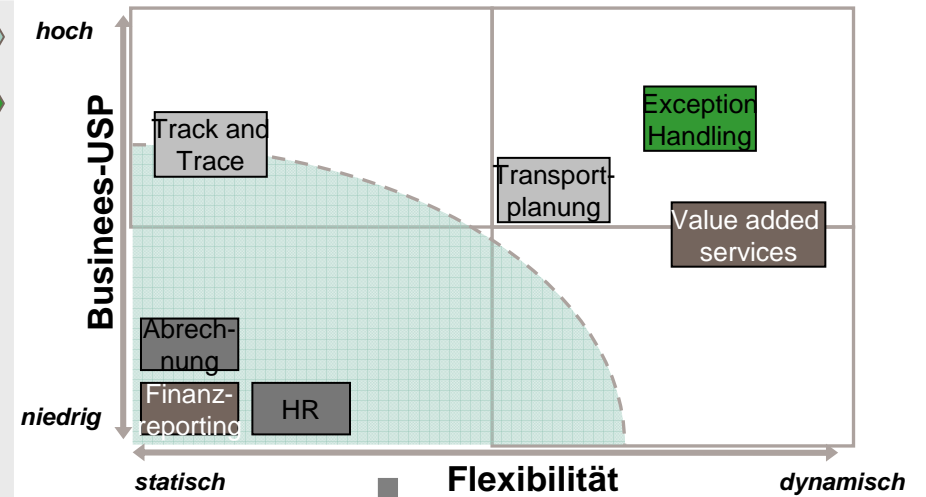 hoch
Businees-USP
niedrig
Track and
Trace
Exception
Handling
Transport-
planung
Value added
services
Abrech-
nung
Finanz-
reporting
HR
statisch
Flexibilität
dynamisch